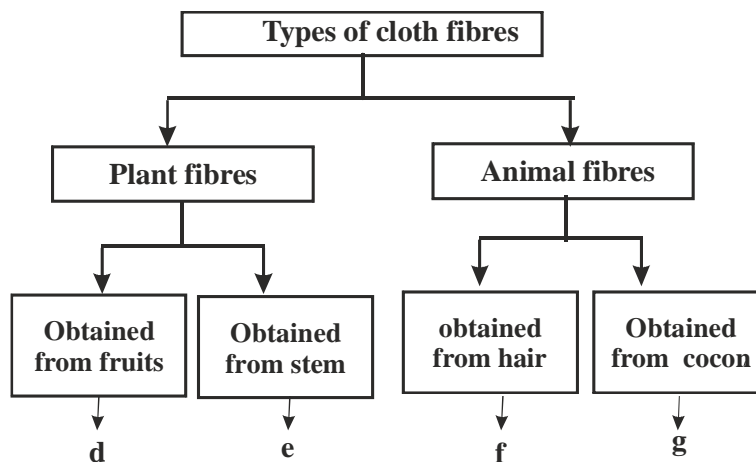 Types of cloth fibres
Plant fibres
Animal fibres
Obtained
from fruits
Obtained
from stem
obtained
from hair
Obtained
from cocon
d
e
f
g